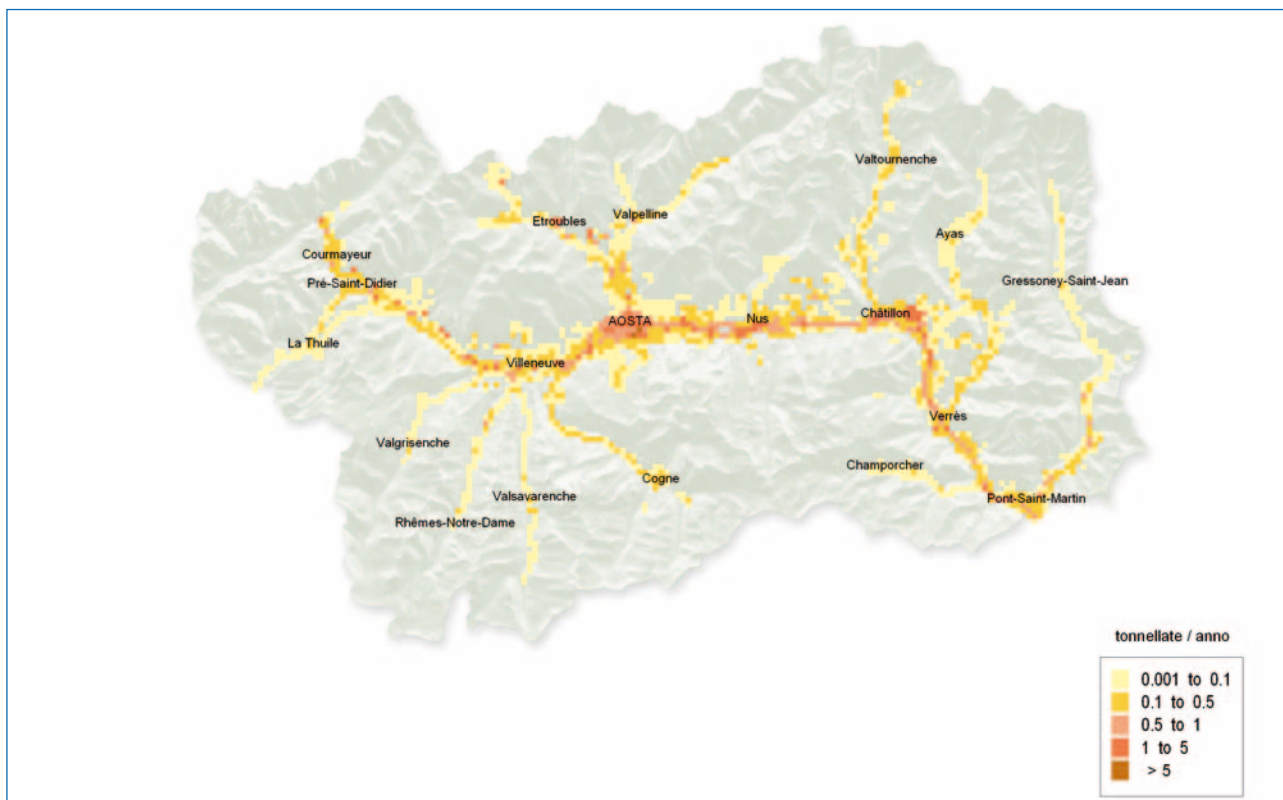 Valtournenche
Etroubles
Valpelline
Ayas
Courmayeur
Pré-Saint-Didier
Gressoney-Saint-Jean
AOSTA
Nus
Châtillon
La Thuile
Villeneuve
Verrès
Valgrisenche
Champorcher
Cogne
Valsavarenche
Pont-Saint-Martin
Rhêmes-Notre-Dame
tonnellate / anno
0.001 to 0.1
0.1 to 0.5
0.5 to 1
1 to 5
> 5